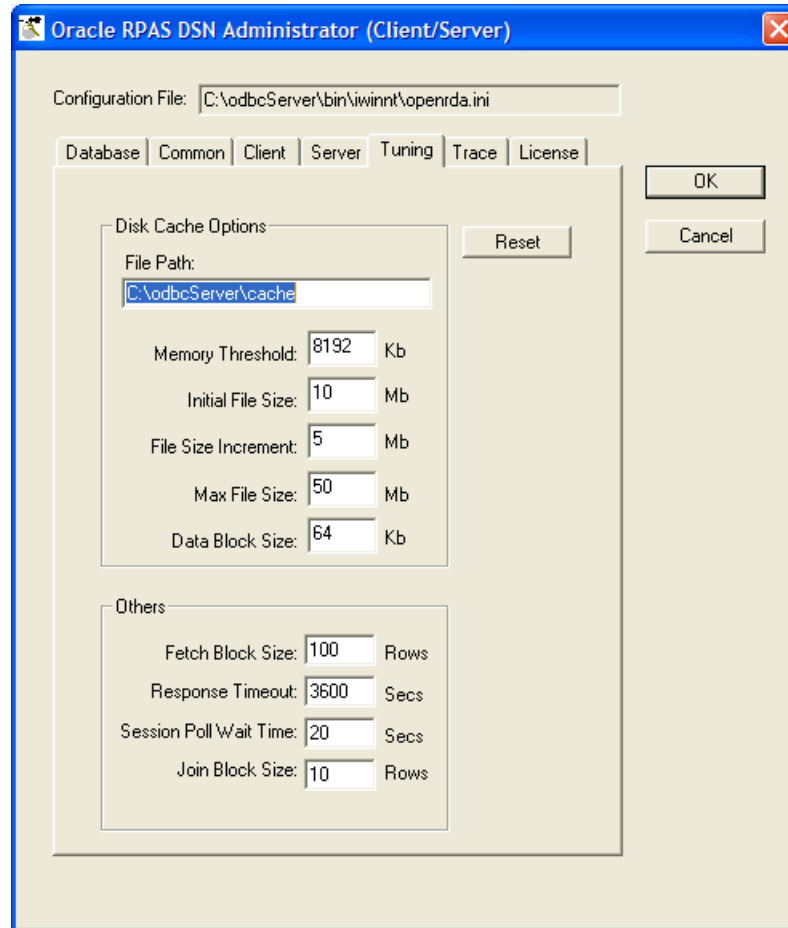 Oracle RPAS DSN Administrator (Client/Server)
Configuration File: C:\odbcServer\bin\iwinnt\openrda.ini
Database Common Client Server Tuning Trace License
OK
Cancel
Reset
Disk Cache Options
File Path:
C:\odbcServer\cache
Memory Threshold: 8192 Kb
Initial File Size: 10 Mb
File Size Increment: 5 Mb
Max File Size: 50 Mb
Data Block Size: 64 Kb
Others
Fetch Block Size: 100 Rows
Response Timeout: 3600 Secs
Session Poll Wait Time: 20 Secs
Join Block Size: 10 Rows